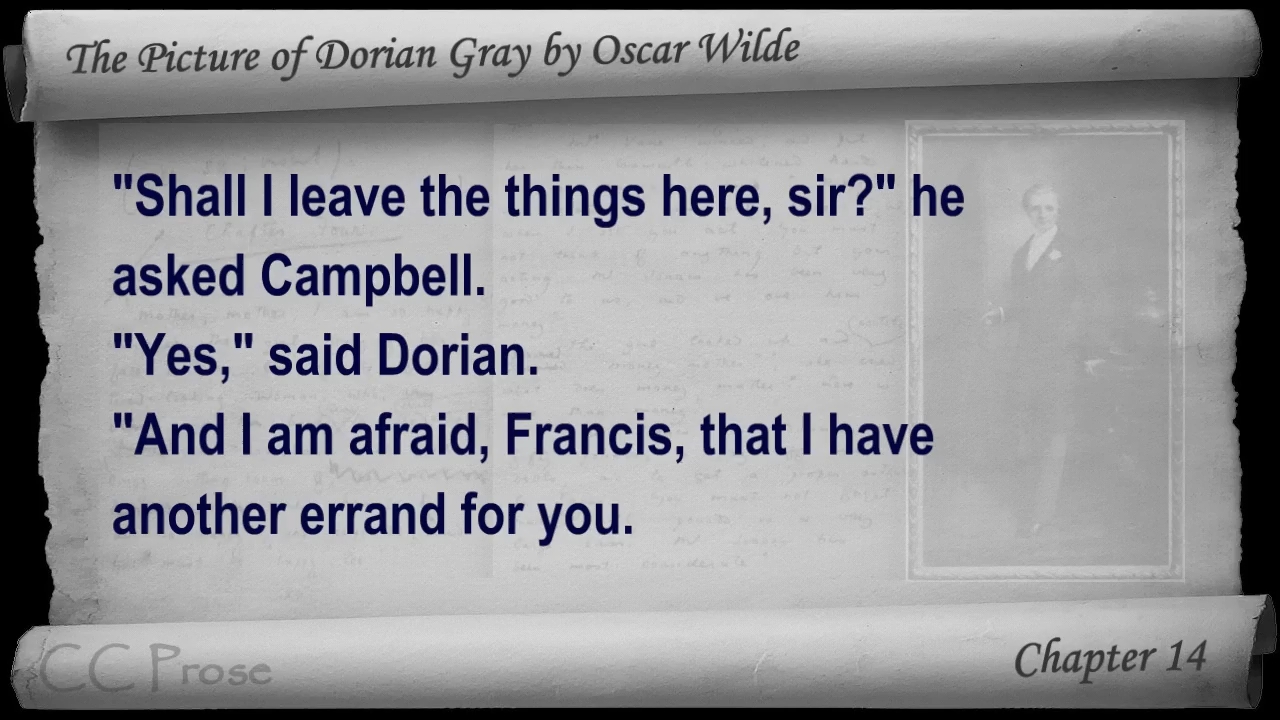 The Picture of Dorian Gray by Oscar Wilde
"Shall I leave the things here, sir?" he
asked Campbell.
"Yes," said Dorian.
"And I am afraid, Francis, that I have
another errand for you.
CC Prose
Chapter 14